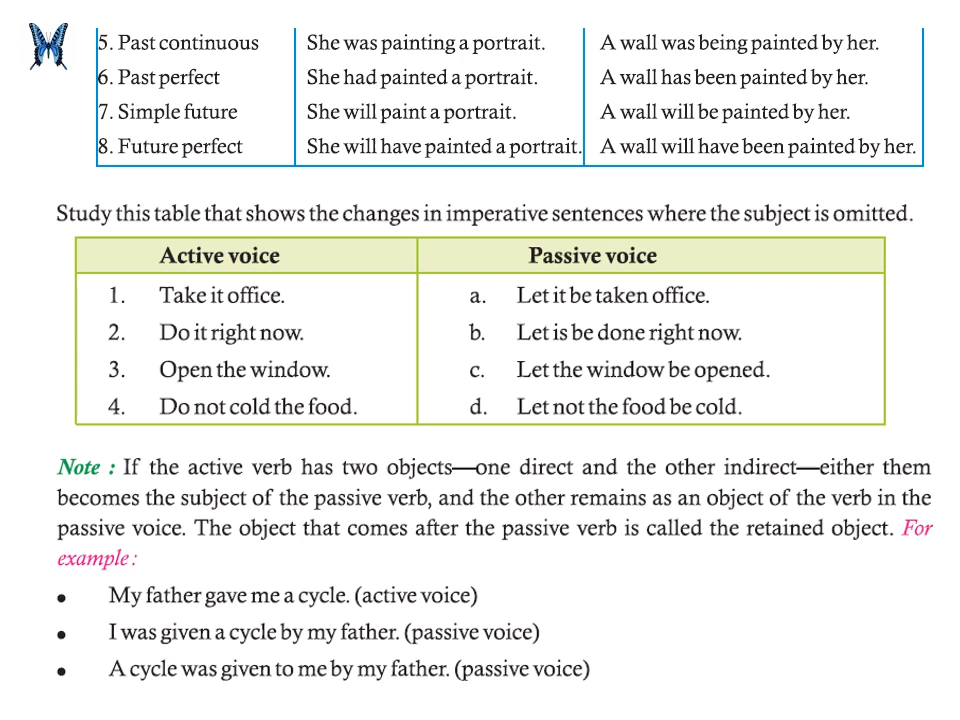 5. Past continuous She was painting a portrait. A wall was being painted by her.
6. Past perfect She had painted a portrait. A wall has been painted by her.
7. Simple future She will paint a portrait. A wall will be painted by her.
8. Future perfect She will have painted a portrait. A wall will have been painted by her.
Study this table that shows the changes in imperative sentences where the subject is omitted.
Active voice Passive voice
1. Take it office. a. Let it be taken office.
2. Do it right now. b. Let is be done right now.
3. Open the window. c. Let the window be opened.
4. Do not cold the food. d. Let not the food be cold.
Note : If the active verb has two objects—one direct and the other indirect—either them
becomes the subject of the passive verb, and the other remains as an object of the verb in the
passive voice. The object that comes after the passive verb is called the retained object. For
example :
• My father gave me a cycle. (active voice)
• I was given a cycle by my father. (passive voice)
• A cycle was given to me by my father. (passive voice)